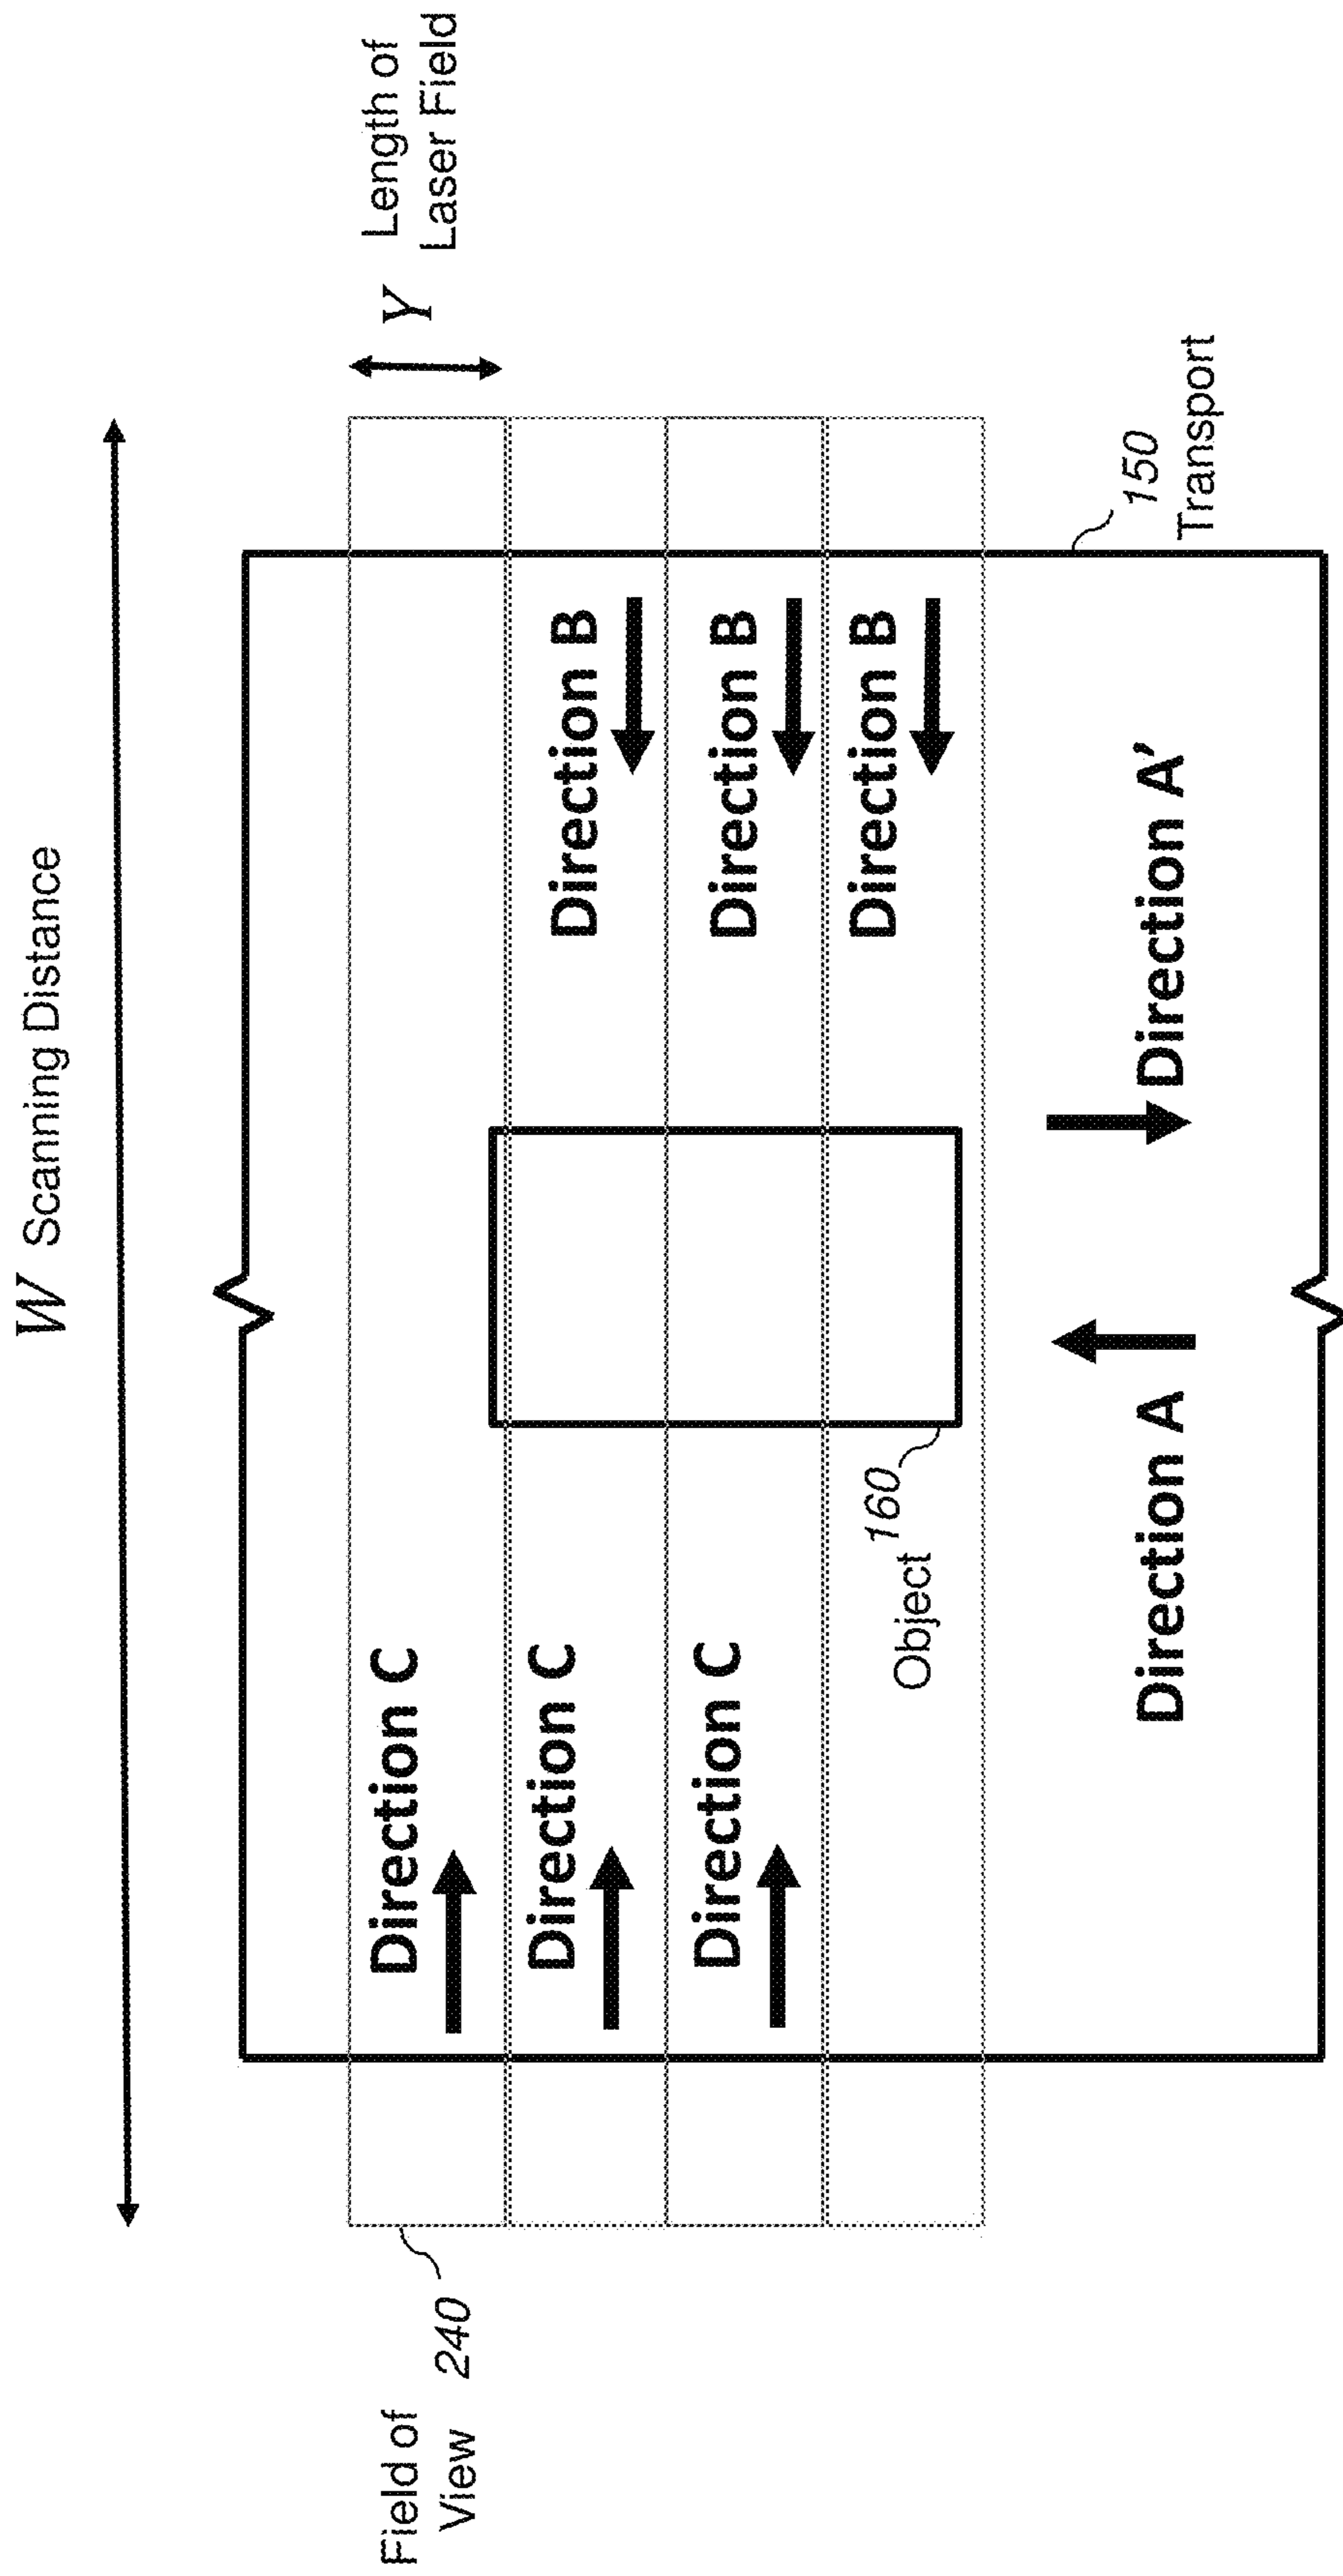 W Scanning Distance
Length of
Laser Field
Y
Field of
View 240
Direction C
Direction C
Direction B
Direction C
Direction B
Direction B
160
Object
Direction A
Direction A'
150
Transport